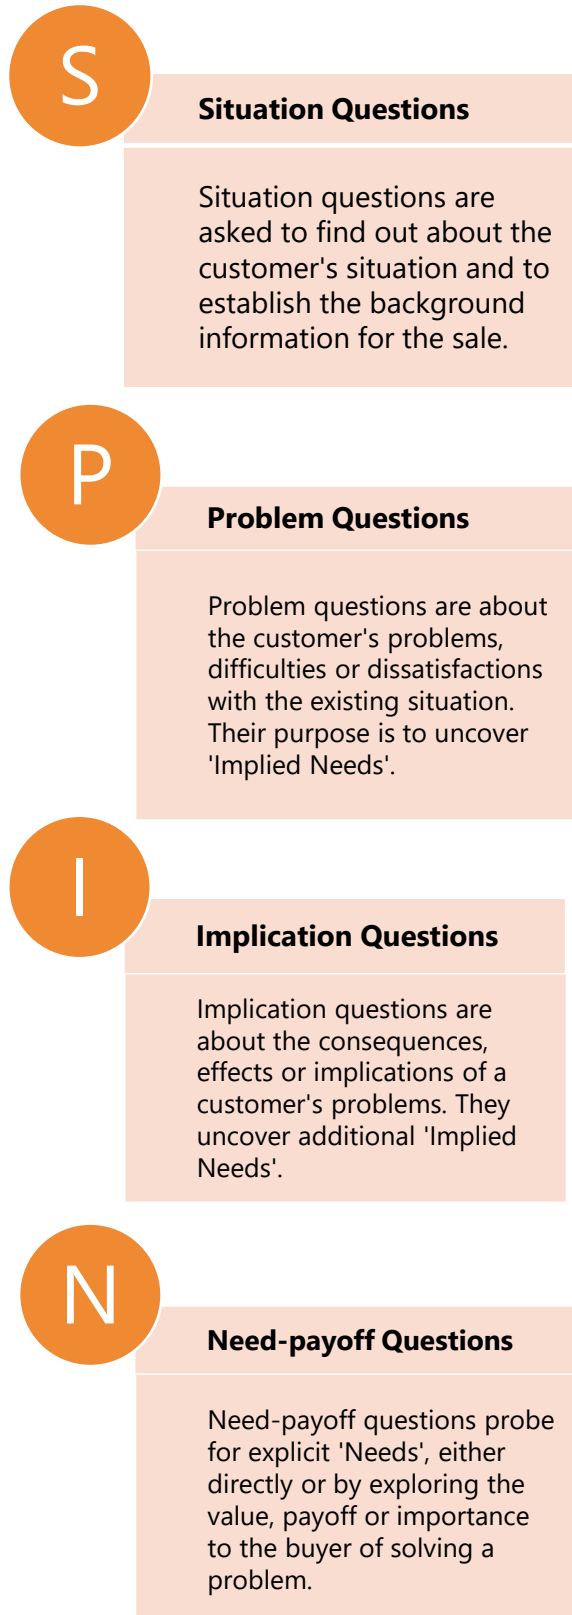 S
Situation Questions
Situation questions are
asked to find out about the
customer's situation and to
establish the background
information for the sale.
P
Problem Questions
Problem questions are about
the customer's problems,
difficulties or dissatisfactions
with the existing situation.
Their purpose is to uncover
'Implied Needs'.
I
Implication Questions
Implication questions are
about the consequences,
effects or implications of a
customer's problems. They
uncover additional 'Implied
Needs'.
N
Need-payoff Questions
Need-payoff questions probe
for explicit 'Needs', either
directly or by exploring the
value, payoff or importance
to the buyer of solving a
problem.